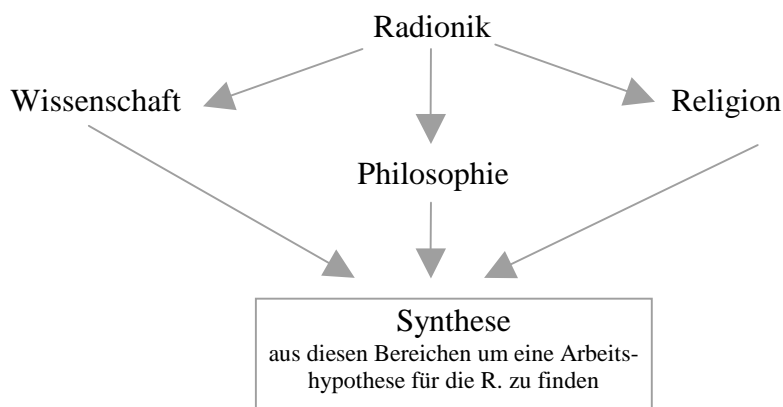 Radionik
Wissenschaft
Religion
Philosophie
Synthese
aus diesen Bereichen um eine Arbeits-
hypothese für die R. zu finden